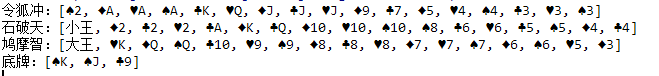 令狐冲：[♠2, ♦A, ♥A, ♠A, ♣K, ♥Q, ♦J, ♣J, ♥J, ♦9, ♣7, ♦5, ♥4, ♠4, ♣3, ♥3, ♠3]
石破天：[小王, ♦2, ♣2, ♥2, ♣A, ♦K, ♣Q, ♦10, ♥10, ♠10, ♠8, ♣6, ♥6, ♣5, ♠5, ♦4, ♣4]
鸠摩智：[大王, ♥K, ♦Q, ♠Q, ♣10, ♥9, ♠9, ♦8, ♣8, ♥8, ♦7, ♥7, ♠7, ♦6, ♠6, ♥5, ♦3]
底牌：[♠K, ♠J, ♣9]